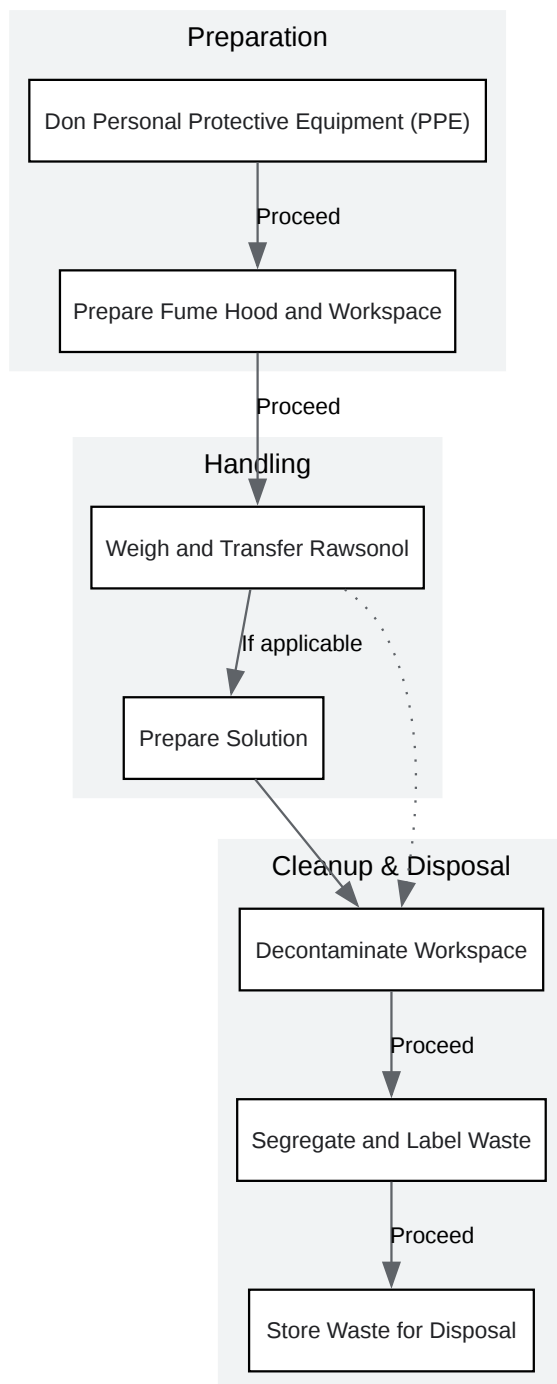 Preparation
Don Personal Protective Equipment (PPE)
Proceed
Prepare Fume Hood and Workspace
Proceed
Handling
Weigh and Transfer Rawsonol
If applicable
Prepare Solution
Cleanup & Disposal
Decontaminate Workspace
Proceed
Segregate and Label Waste
Proceed
Store Waste for Disposal